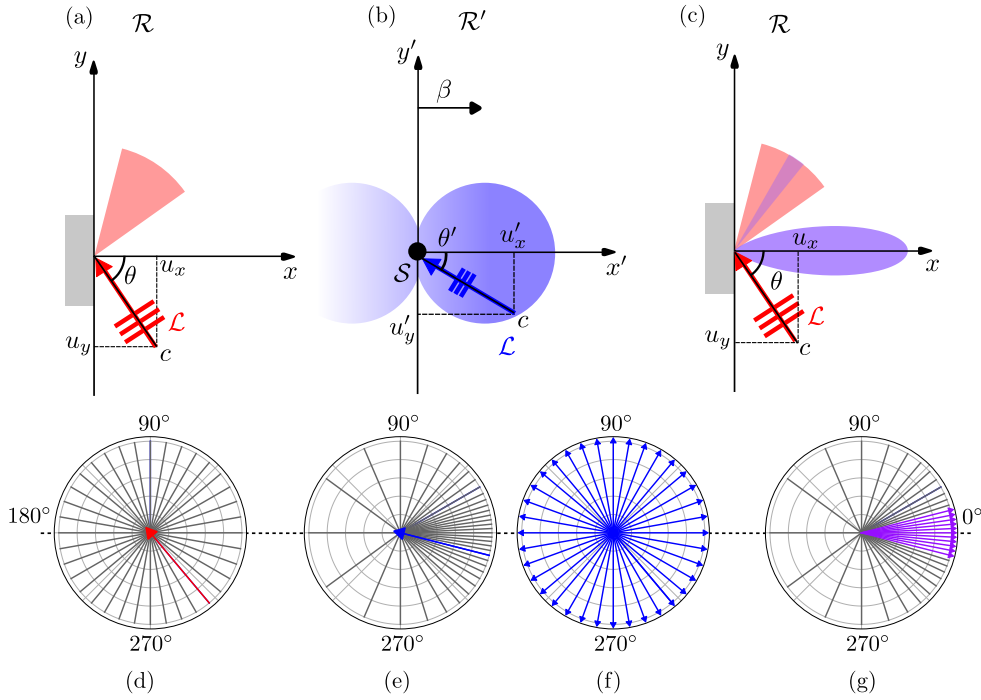 (a)
ℛ
y
θ
u_x
x
ℒ
u_y
c
(b)
ℛ′
y′
β
θ′
u′_x
x′
𝒮
u′_y
c
ℒ
(c)
ℛ
y
u_x
x
θ
ℒ
u_y
c
90° 90° 90° 90°
180° 0°
270° 270° 270° 270°
(d) (e) (f) (g)